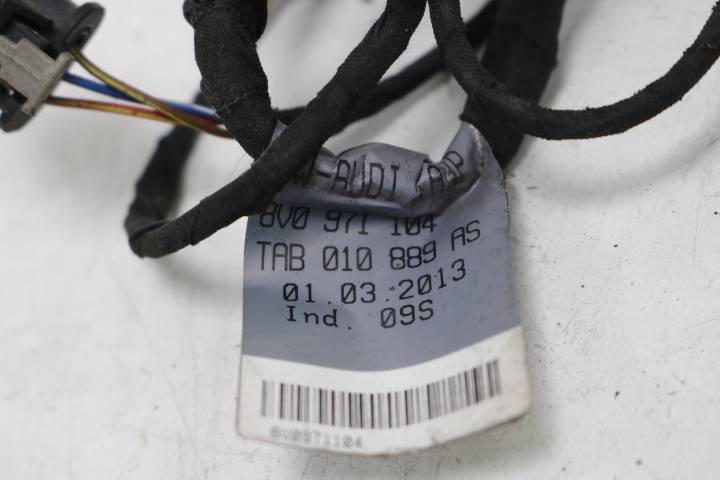 -AUDI
8V0 971 104
TAB 010 889 AS
01.03.2013
Ind. 09S
8V0971104